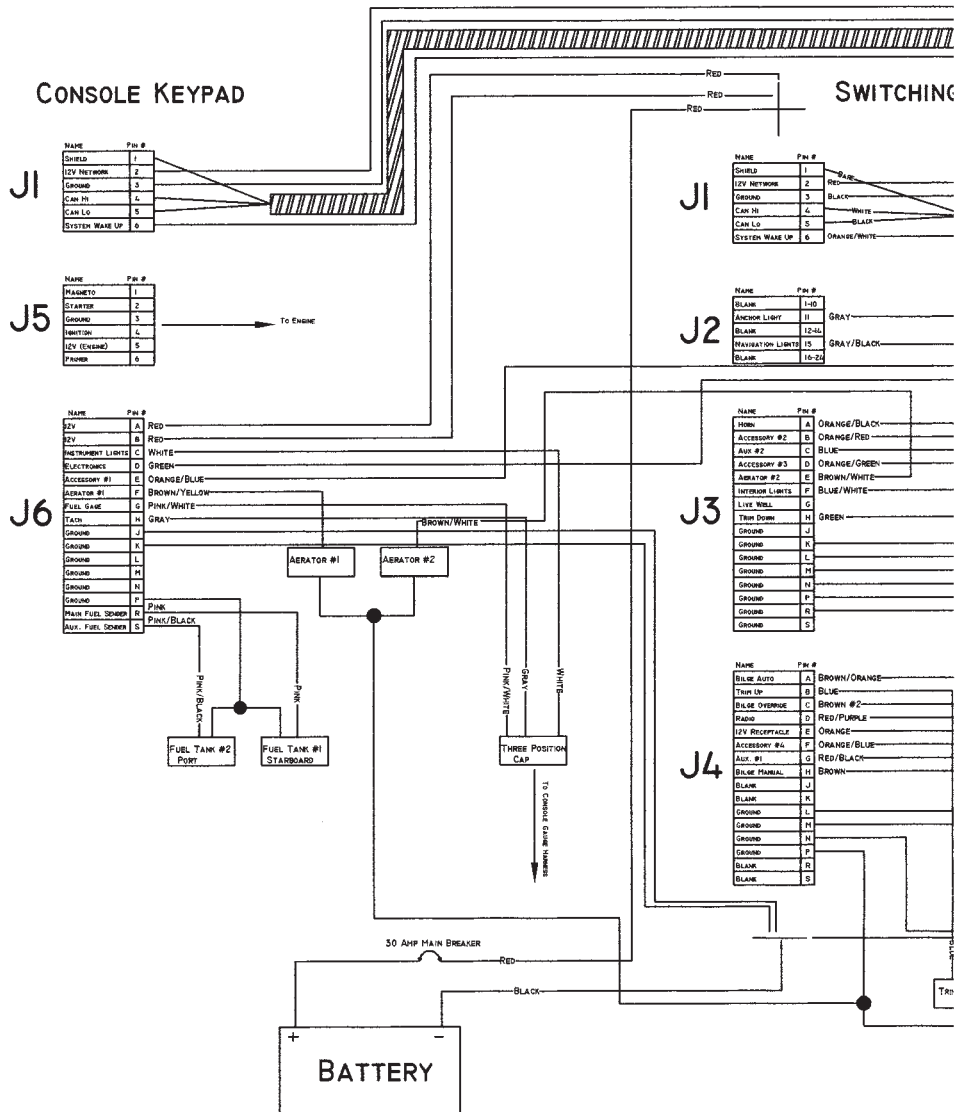 CONSOLE KEYPAD
J1
NAME PIN #
SHIELD 1
12V NETWORK 2
GROUND 3
CAN HI 4
CAN LO 5
SYSTEM WAKE UP 6
J5
NAME PIN #
MAGNETO 1
STARTER 2
GROUND 3
IGNITION 4
12V (ENGINE) 5
PRIMER 6
TO ENGINE
J6
NAME PIN #
12V A RED
12V B RED
INSTRUMENT LIGHTS C WHITE
ELECTRONICS D GREEN
ACCESSORY #1 E ORANGE/BLUE
AERATOR #1 F BROWN/YELLOW
FUEL GAGE G PINK/WHITE
TACH H GRAY
GROUND J
GROUND K
GROUND L
GROUND M
GROUND N
GROUND P
MAIN FUEL SENDER R PINK
AUX. FUEL SENDER S PINK/BLACK
BROWN/WHITE
AERATOR #1
AERATOR #2
PINK/BLACK
PINK
FUEL TANK #2
PORT
FUEL TANK #1
STARBOARD
PINK/WHITE
GRAY
WHITE
THREE POSITION
CAP
TO CONSOLE GAUGE HARNESS
RED
RED
RED
SWITCHING
J1
NAME PIN #
SHIELD 1 BARE
12V NETWORK 2 RED
GROUND 3 BLACK
CAN HI 4 WHITE
CAN LO 5 BLACK
SYSTEM WAKE UP 6 ORANGE/WHITE
J2
NAME PIN #
BLANK 1-10
ANCHOR LIGHT 11 GRAY
BLANK 12-14
NAVIGATION LIGHTS 15 GRAY/BLACK
BLANK 16-24
J3
NAME PIN #
HORN A ORANGE/BLACK
ACCESSORY #2 B ORANGE/RED
AUX #2 C BLUE
ACCESSORY #3 D ORANGE/GREEN
AERATOR #2 E BROWN/WHITE
INTERIOR LIGHTS F BLUE/WHITE
LIVE WELL G
TRIM DOWN H GREEN
GROUND J
GROUND K
GROUND L
GROUND M
GROUND N
GROUND P
GROUND R
GROUND S
J4
NAME PIN #
BILGE AUTO A BROWN/ORANGE
TRIM UP B BLUE
BILGE OVERRIDE C BROWN #2
RADIO D RED/PURPLE
12V RECEPTACLE E ORANGE
ACCESSORY #4 F ORANGE/BLUE
AUX. #1 G RED/BLACK
BILGE MANUAL H BROWN
BLANK J
BLANK K
GROUND L
GROUND M
GROUND N
GROUND P
BLANK R
BLANK S
BLUE
TRI
30 AMP MAIN BREAKER
RED
BLACK
+ -
BATTERY